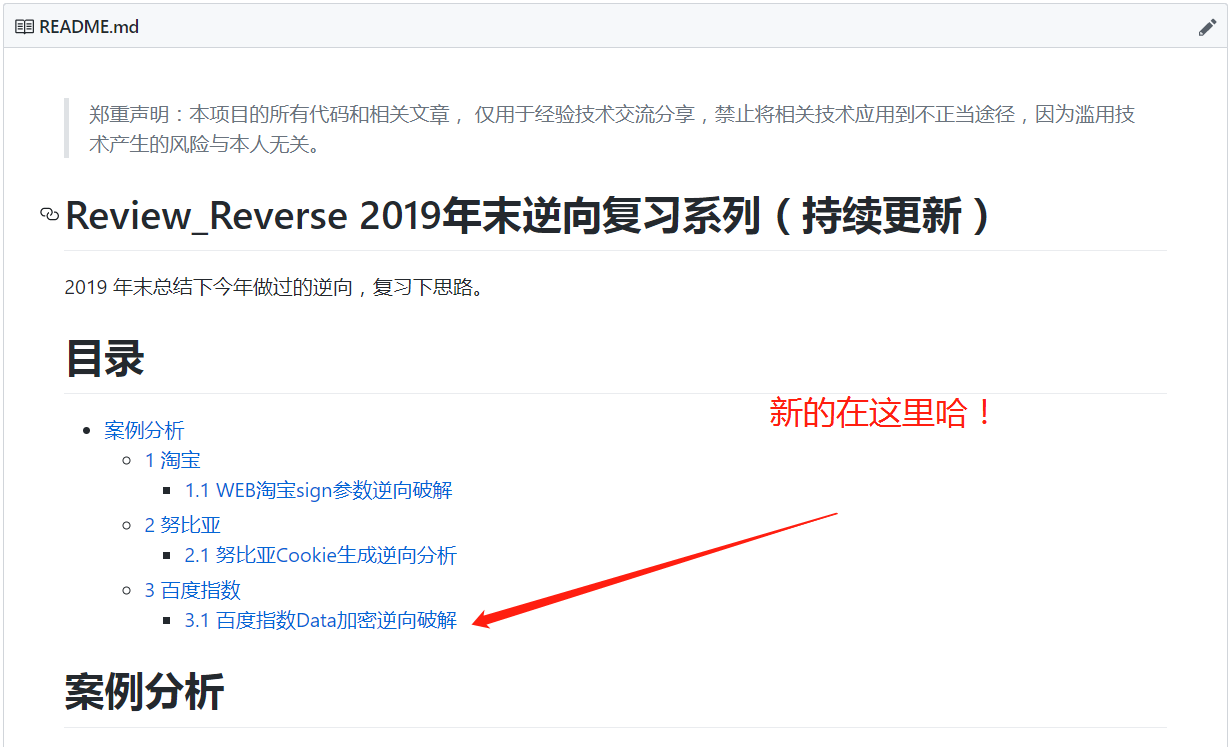 README.md
郑重声明：本项目的所有代码和相关文章， 仅用于经验技术交流分享，禁止将相关技术应用到不正当途径，因为滥用技
术产生的风险与本人无关。
Review_Reverse 2019年末逆向复习系列（持续更新）
2019 年末总结下今年做过的逆向，复习下思路。
目录
新的在这里哈！
案例分析
1 淘宝
1.1 WEB淘宝sign参数逆向破解
2 努比亚
2.1 努比亚Cookie生成逆向分析
3 百度指数
3.1 百度指数Data加密逆向破解
案例分析